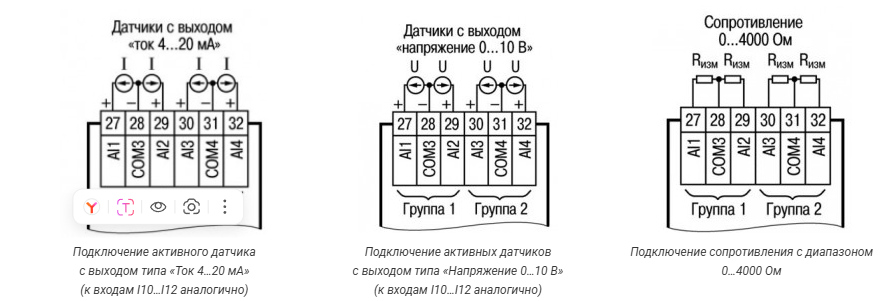 Датчики с выходом
«ток 4...20 мА»
I I I I
+ – + + – +
27 28 29 30 31 32
AI1 COM3 AI2 AI3 COM4 AI4
Подключение активного датчика
с выходом типа «Ток 4…20 мА»
(к входам I10…I12 аналогично)
Датчики с выходом
«напряжение 0...10 В»
U U U U
+ – + + – +
27 28 29 30 31 32
AI1 COM3 AI2 AI3 COM4 AI4
Группа 1 Группа 2
Подключение активных датчиков
с выходом типа «Напряжение 0…10 В»
(к входам I10…I12 аналогично)
Сопротивление
0...4000 Ом
Rизм Rизм Rизм Rизм
27 28 29 30 31 32
AI1 COM3 AI2 AI3 COM4 AI4
Группа 1 Группа 2
Подключение сопротивления с диапазоном
0…4000 Ом